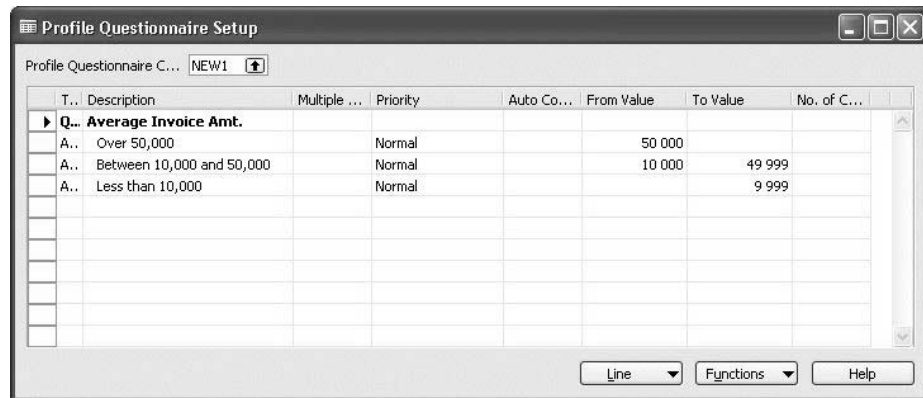 Profile Questionnaire Setup
Profile Questionnaire C... NEW1
T.. Description Multiple ... Priority Auto Co... From Value To Value No. of C...
Q... Average Invoice Amt.
A.. Over 50,000 Normal 50 000
A.. Between 10,000 and 50,000 Normal 10 000 49 999
A.. Less than 10,000 Normal 9 999
Line Functions Help